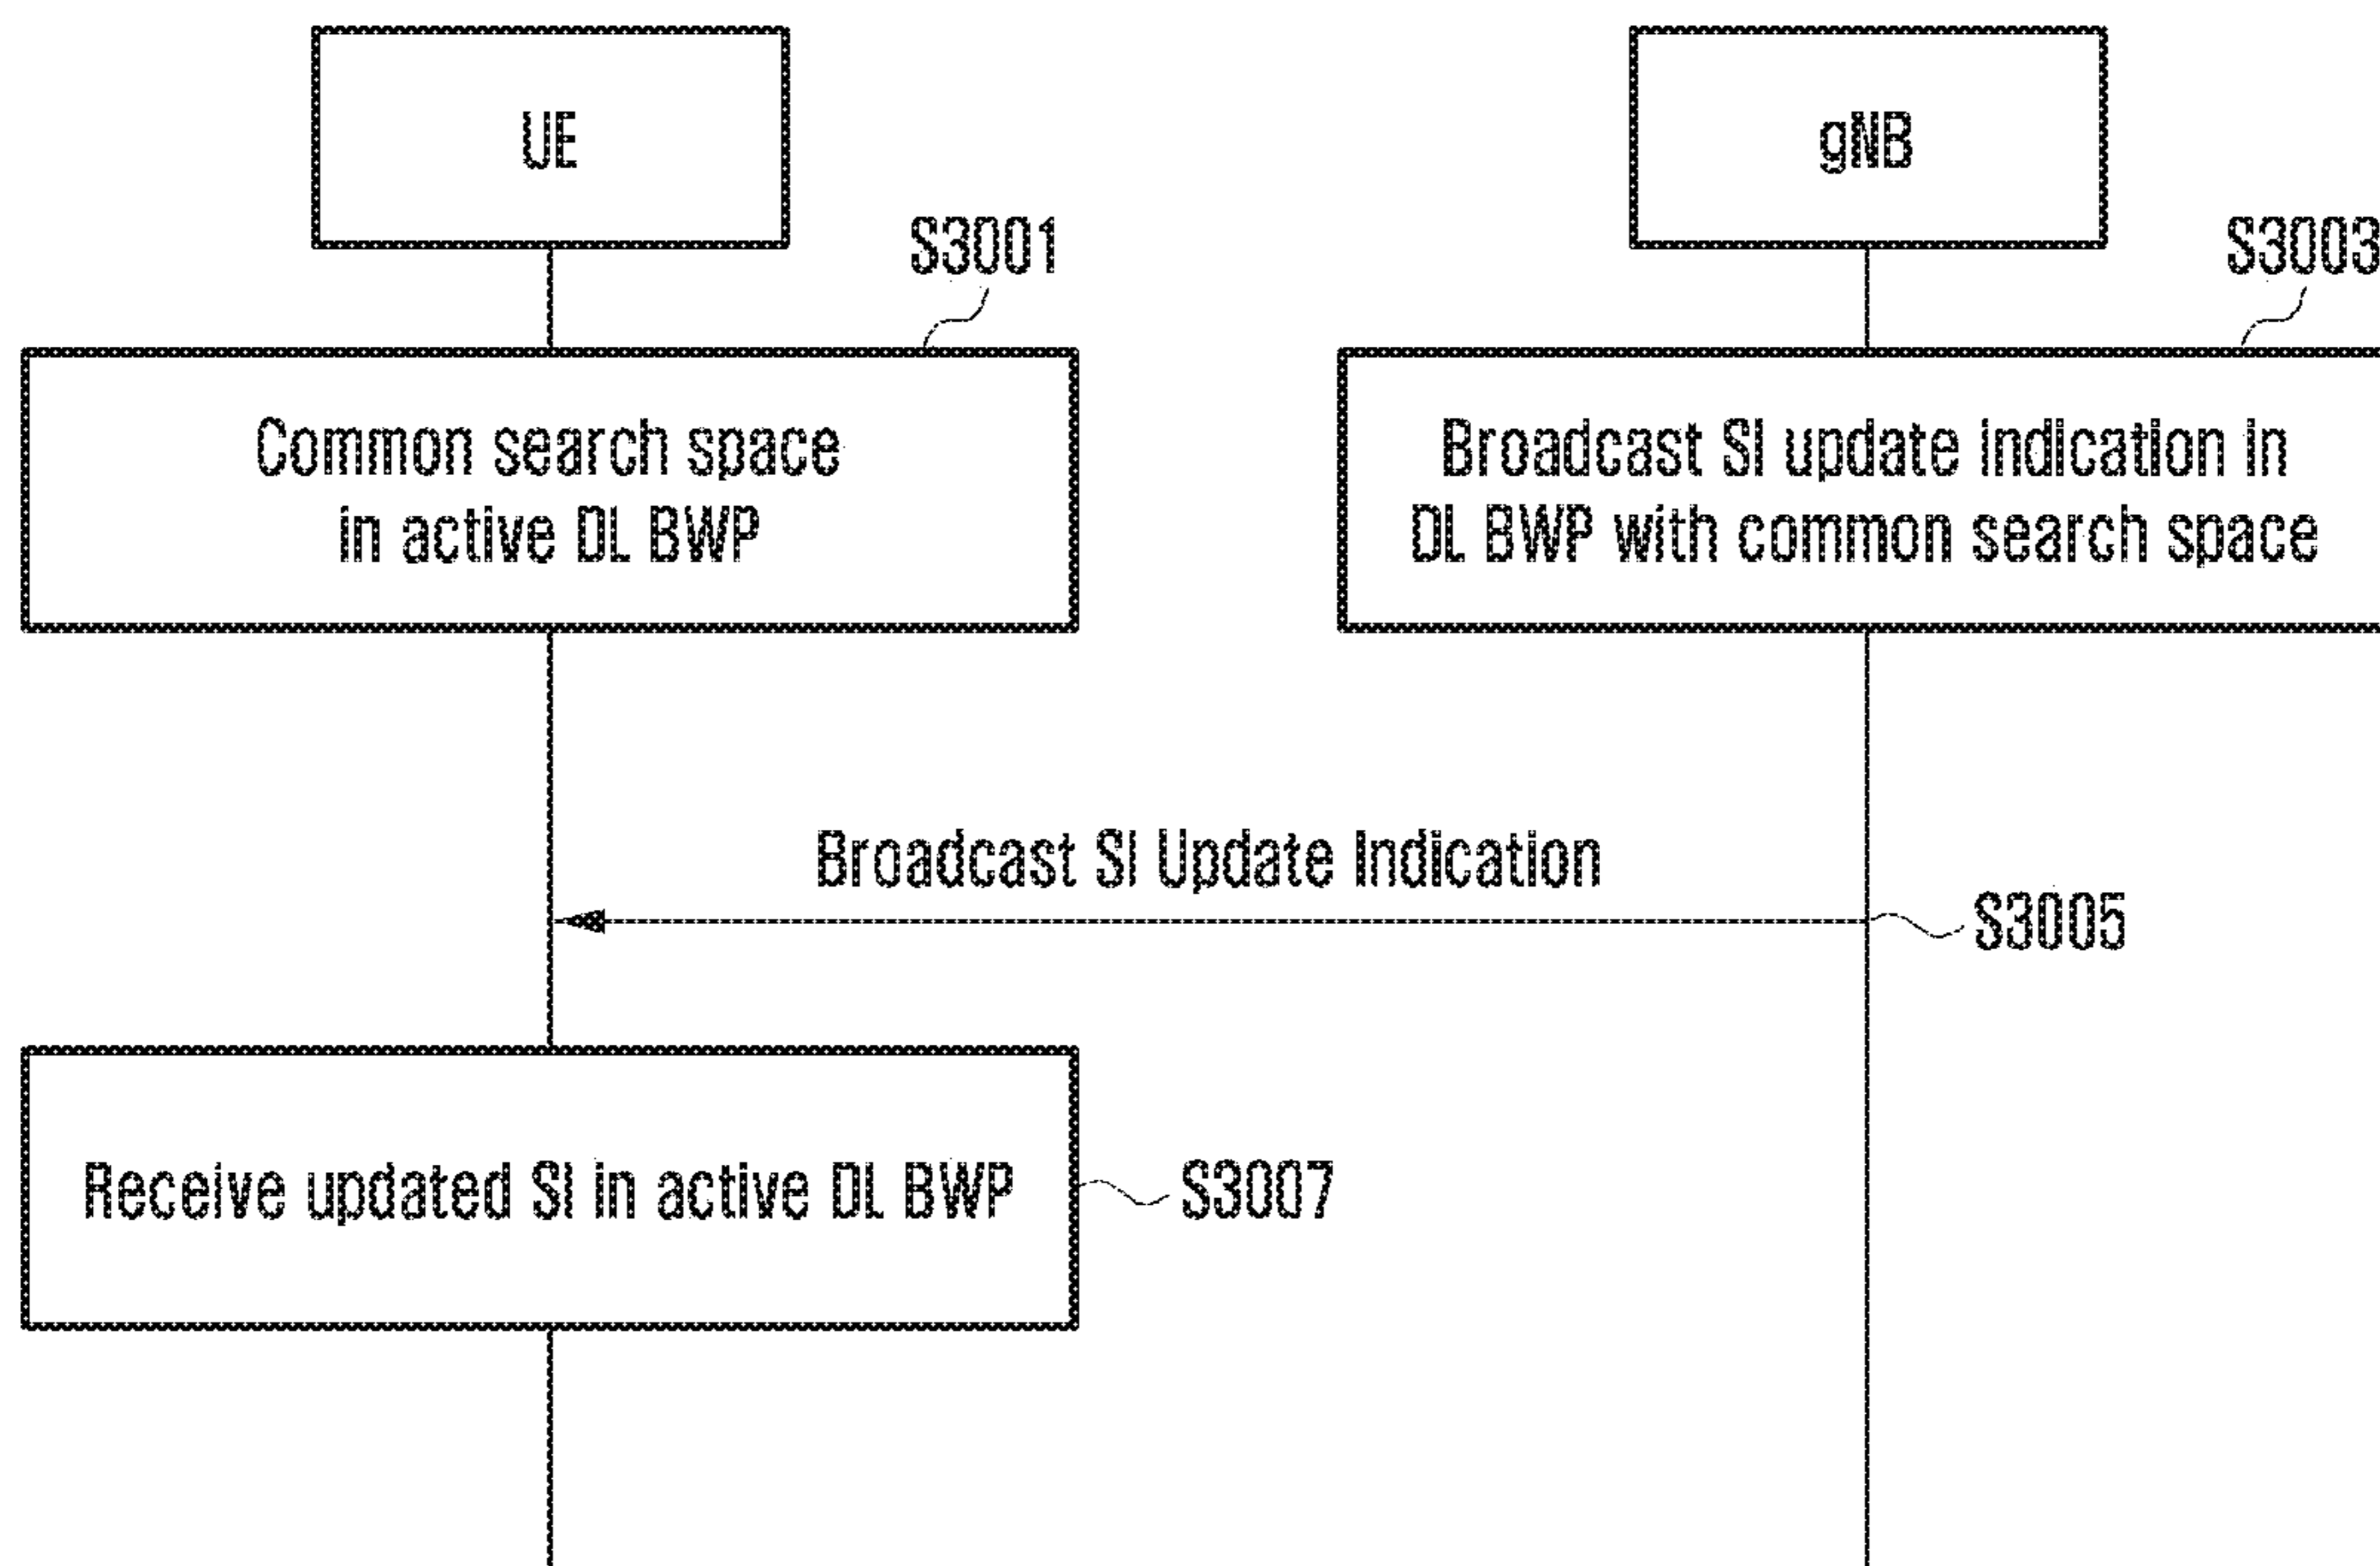 UE
gNB
S3001
S3003
Common search space
in active DL BWP
Broadcast SI update indication in
DL BWP with common search space
Broadcast SI Update Indication
S3005
Receive updated SI in active DL BWP
S3007